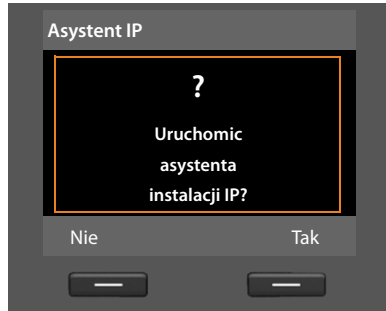 Asystent IP
?
Uruchomic
asystenta
instalacji IP?
Nie Tak